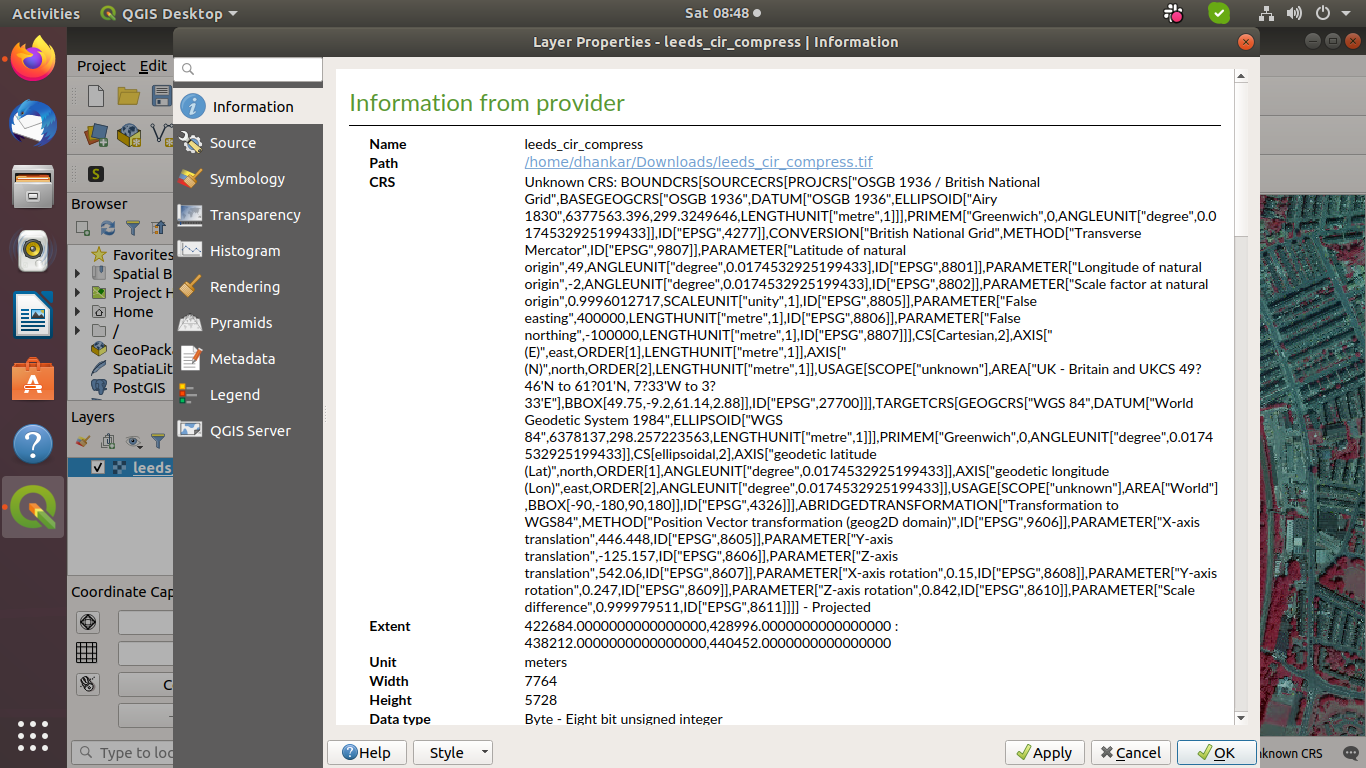 Activities
QGIS Desktop
Sat 08:48
Layer Properties - leeds_cir_compress | Information
Project Edit
Information
Source
Symbology
Transparency
Histogram
Rendering
Pyramids
Metadata
Legend
QGIS Server
S
Browser
Favorites
Spatial B
Project H
Home
/
GeoPack
SpatiaLit
PostGIS
Layers
leeds_
Coordinate Cap
Type to loc
Information from provider
Name leeds_cir_compress
Path /home/dhankar/Downloads/leeds_cir_compress.tif
CRS Unknown CRS: BOUNDCRS[SOURCECRS[PROJCRS["OSGB 1936 / British National
Grid",BASEGEOGCRS["OSGB 1936",DATUM["OSGB 1936",ELLIPSOID["Airy
1830",6377563.396,299.3249646,LENGTHUNIT["metre",1]]],PRIMEM["Greenwich",0,ANGLEUNIT["degree",0.0
174532925199433]],ID["EPSG",4277]],CONVERSION["British National Grid",METHOD["Transverse
Mercator",ID["EPSG",9807]],PARAMETER["Latitude of natural
origin",49,ANGLEUNIT["degree",0.0174532925199433],ID["EPSG",8801]],PARAMETER["Longitude of natural
origin",-2,ANGLEUNIT["degree",0.0174532925199433],ID["EPSG",8802]],PARAMETER["Scale factor at natural
origin",0.9996012717,SCALEUNIT["unity",1],ID["EPSG",8805]],PARAMETER["False
easting",400000,LENGTHUNIT["metre",1],ID["EPSG",8806]],PARAMETER["False
northing",-100000,LENGTHUNIT["metre",1],ID["EPSG",8807]]],CS[Cartesian,2],AXIS["
(E)",east,ORDER[1],LENGTHUNIT["metre",1]],AXIS["
(N)",north,ORDER[2],LENGTHUNIT["metre",1]],USAGE[SCOPE["unknown"],AREA["UK - Britain and UKCS 49?
46'N to 61?01'N, 7?33'W to 3?
33'E"],BBOX[49.75,-9.2,61.14,2.88]],ID["EPSG",27700]]],TARGETCRS[GEOGCRS["WGS 84",DATUM["World
Geodetic System 1984",ELLIPSOID["WGS
84",6378137,298.257223563,LENGTHUNIT["metre",1]]],PRIMEM["Greenwich",0,ANGLEUNIT["degree",0.0174
532925199433]],CS[ellipsoidal,2],AXIS["geodetic latitude
(Lat)",north,ORDER[1],ANGLEUNIT["degree",0.0174532925199433]],AXIS["geodetic longitude
(Lon)",east,ORDER[2],ANGLEUNIT["degree",0.0174532925199433]],USAGE[SCOPE["unknown"],AREA["World"]
,BBOX[-90,-180,90,180]],ID["EPSG",4326]]],ABRIDGEDTRANSFORMATION["Transformation to
WGS84",METHOD["Position Vector transformation (geog2D domain)",ID["EPSG",9606]],PARAMETER["X-axis
translation",446.448,ID["EPSG",8605]],PARAMETER["Y-axis
translation",-125.157,ID["EPSG",8606]],PARAMETER["Z-axis
translation",542.06,ID["EPSG",8607]],PARAMETER["X-axis rotation",0.15,ID["EPSG",8608]],PARAMETER["Y-axis
rotation",0.247,ID["EPSG",8609]],PARAMETER["Z-axis rotation",0.842,ID["EPSG",8610]],PARAMETER["Scale
difference",0.999979511,ID["EPSG",8611]]]] - Projected
Extent 422684.0000000000000000,428996.0000000000000000 :
438212.0000000000000000,440452.0000000000000000
Unit meters
Width 7764
Height 5728
Data type Byte - Eight bit unsigned integer
Help
Style
Apply
Cancel
OK
nknown CRS